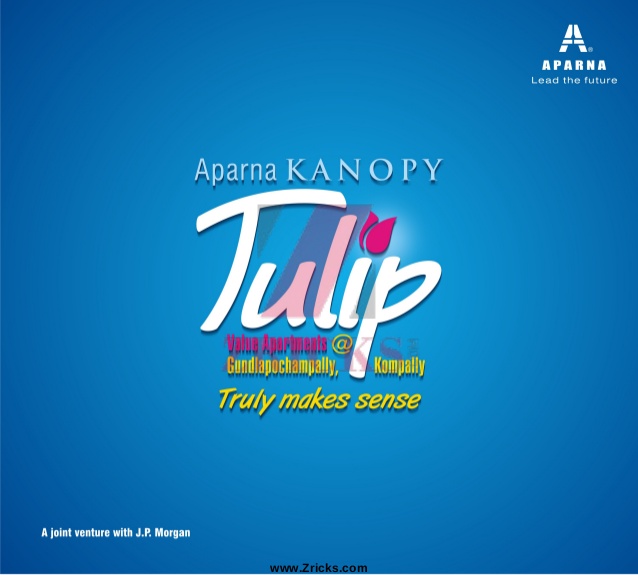 APARNA
Lead the future
Aparna KANOPY
Tulip
Value Apartments @
Gundlapochampally, Kompally
Truly makes sense
A joint venture with J.P. Morgan
www.Zricks.com